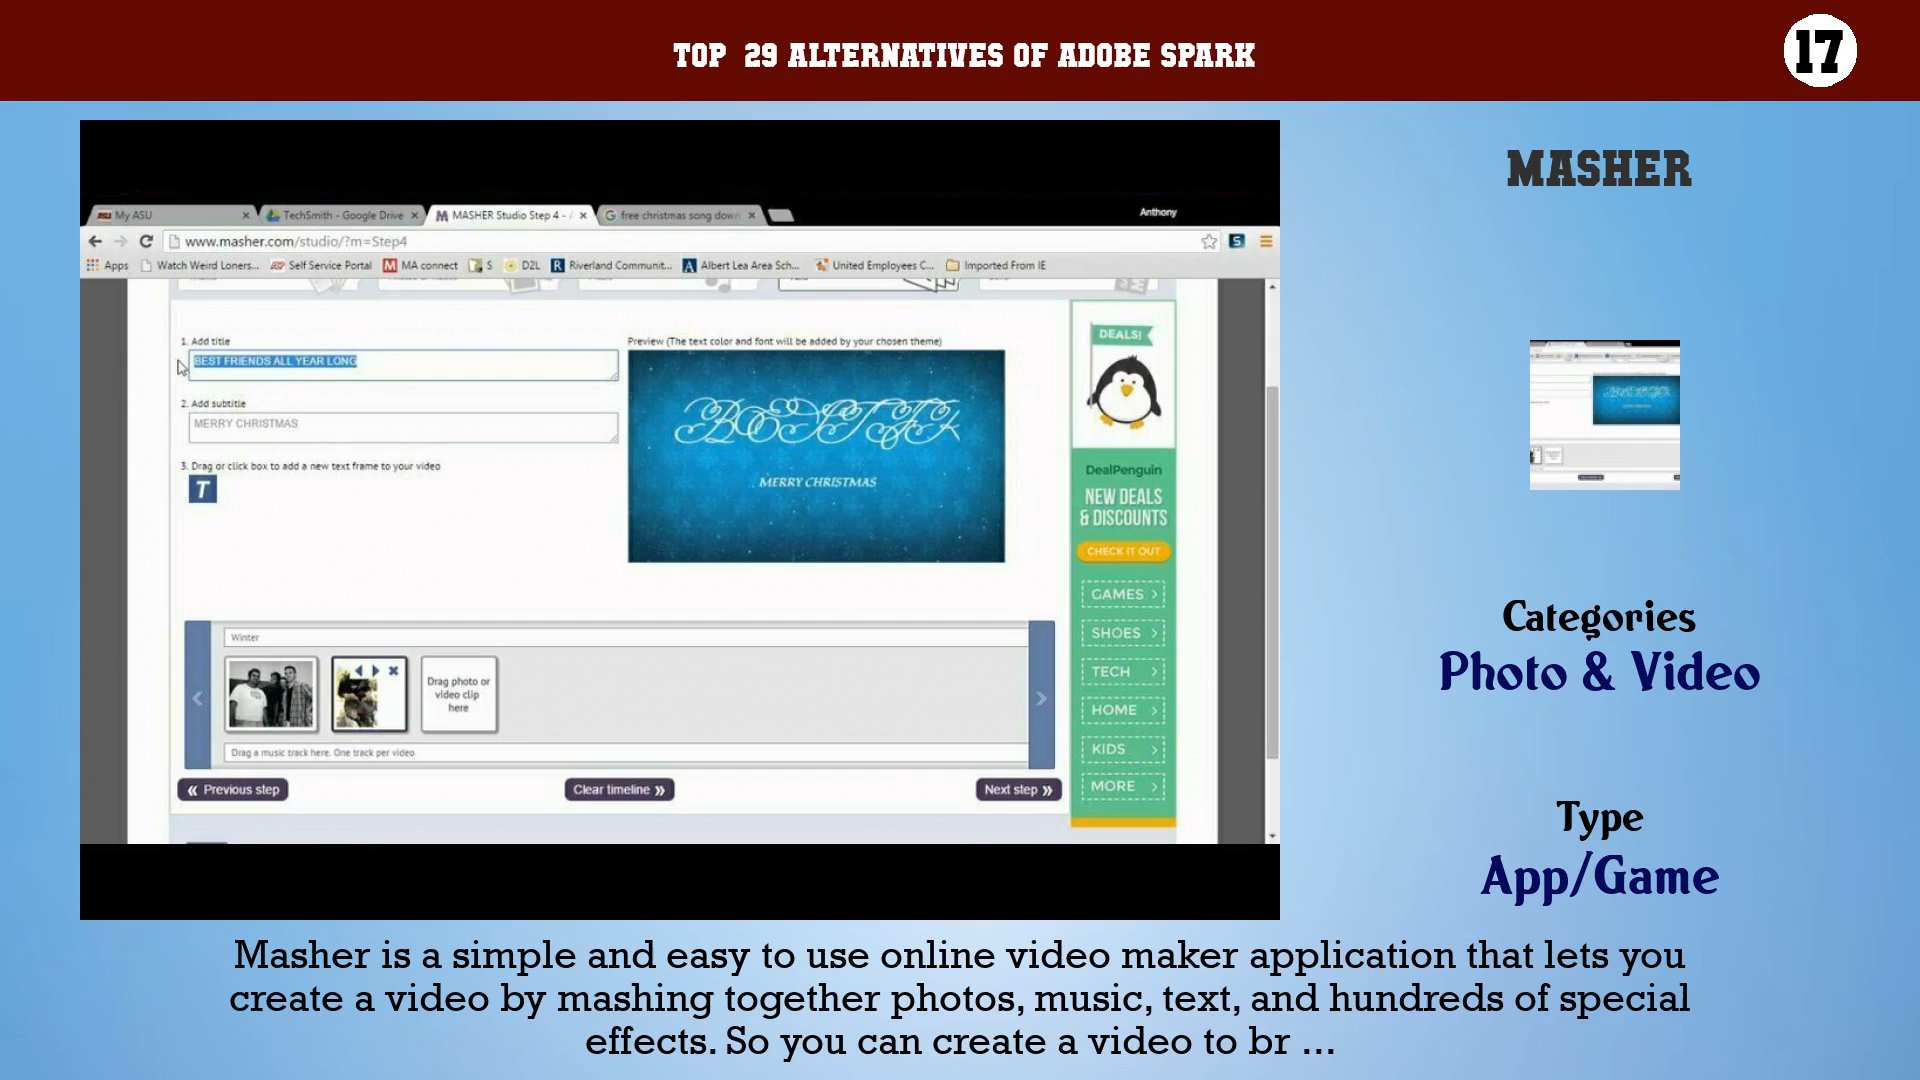 TOP 29 ALTERNATIVES OF ADOBE SPARK
17
MASHER
My ASU
TechSmith - Google Drive
MASHER Studio Step 4 - /
free christmas song down
Anthony
www.masher.com/studio/?m=Step4
Apps
Watch Weird Loners...
Self Service Portal
MA connect
S
D2L
Riverland Communit...
Albert Lea Area Sch...
United Employees C...
Imported From IE
1. Add title
BEST FRIENDS ALL YEAR LONG
2. Add subtitle
MERRY CHRISTMAS
3. Drag or click box to add a new text frame to your video
T
Preview (The text color and font will be added by your chosen theme)
MERRY CHRISTMAS
DEALS!
DealPenguin
NEW DEALS
& DISCOUNTS
CHECK IT OUT
GAMES >
SHOES >
TECH >
HOME >
KIDS >
MORE >
Winter
Drag photo or
video clip
here
Drag a music track here. One track per video
« Previous step
Clear timeline »
Next step »
Categories
Photo & Video
Type
App/Game
Masher is a simple and easy to use online video maker application that lets you
create a video by mashing together photos, music, text, and hundreds of special
effects. So you can create a video to br ...